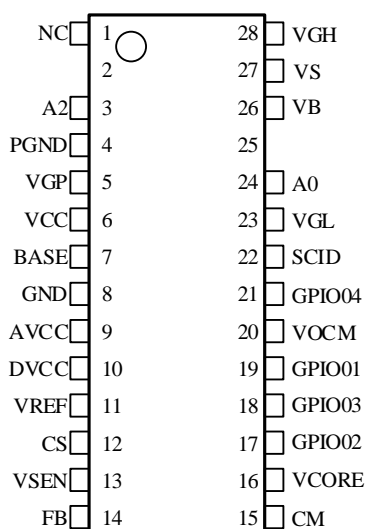 NC 1 28 VGH
2 27 VS
A2 3 26 VB
PGND 4 25
VGP 5 24 A0
VCC 6 23 VGL
BASE 7 22 SCID
GND 8 21 GPIO04
AVCC 9 20 VOCM
DVCC 10 19 GPIO01
VREF 11 18 GPIO03
CS 12 17 GPIO02
VSEN 13 16 VCORE
FB 14 15 CM